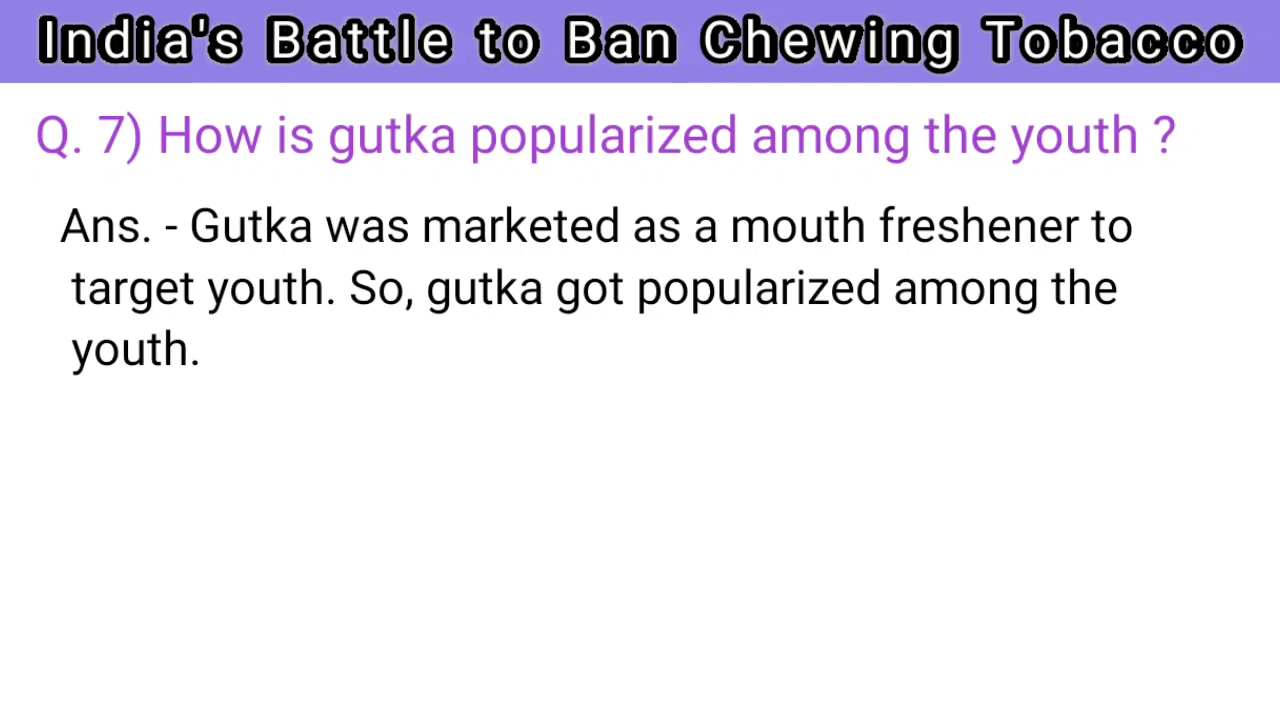 India's Battle to Ban Chewing Tobacco
Q. 7) How is gutka popularized among the youth ?
Ans. - Gutka was marketed as a mouth freshener to
target youth. So, gutka got popularized among the
youth.